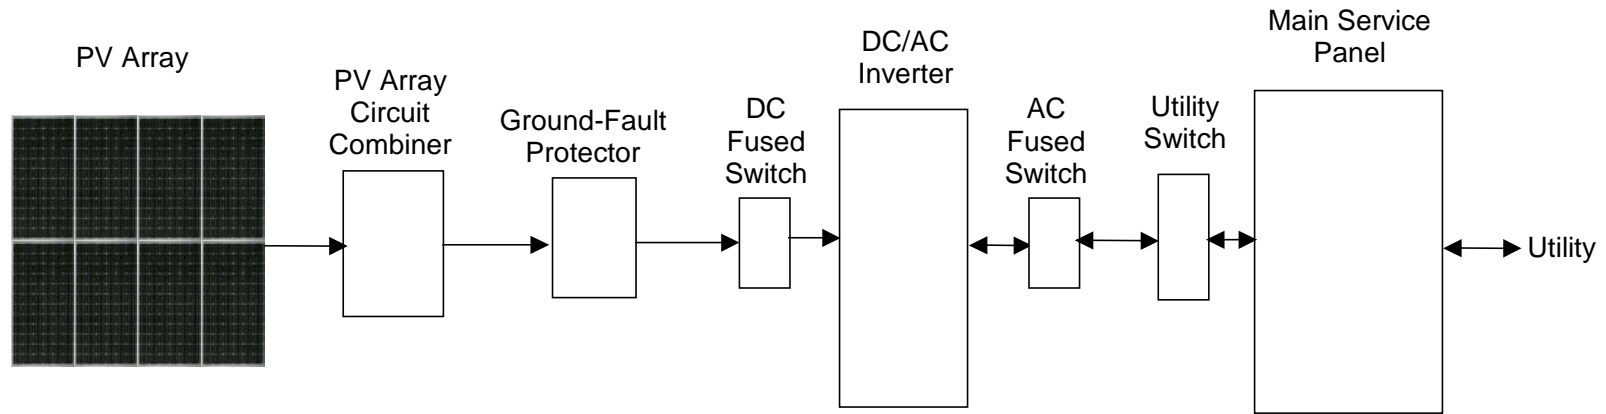 PV Array
PV Array
Circuit
Combiner
Ground-Fault
Protector
DC
Fused
Switch
DC/AC
Inverter
AC
Fused
Switch
Utility
Switch
Main Service
Panel
Utility